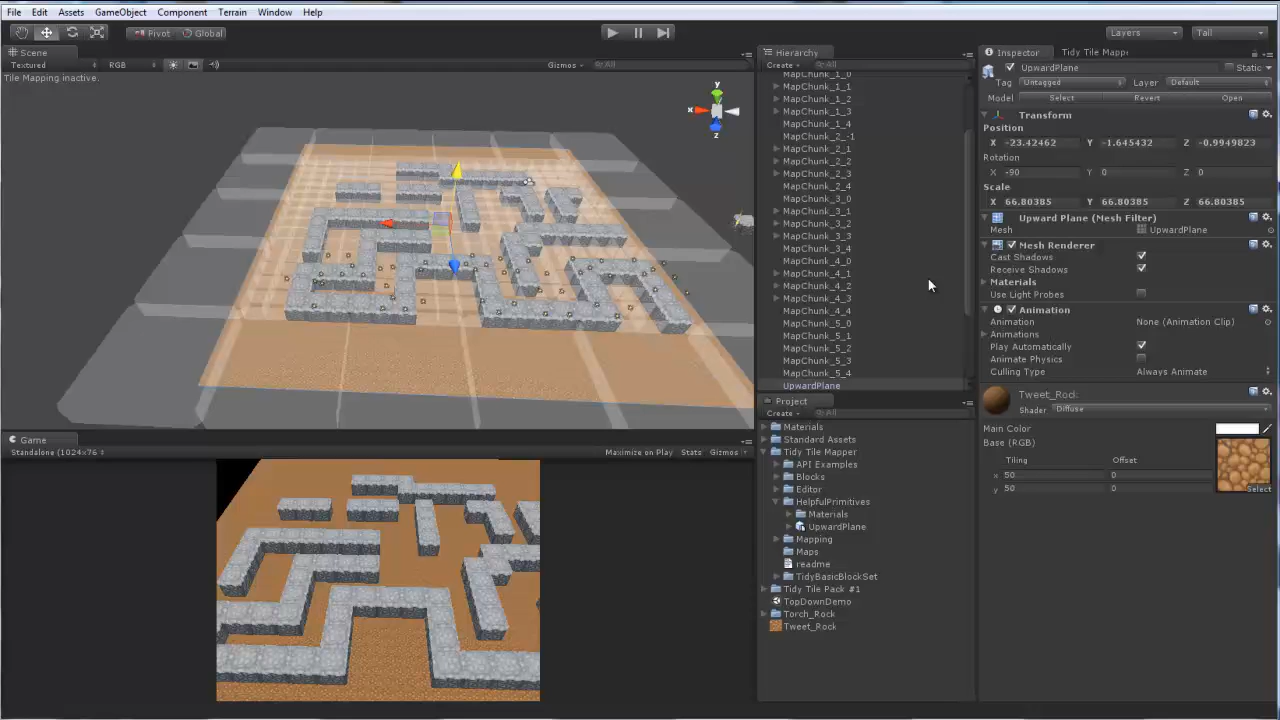 File Edit Assets GameObject Component Terrain Window Help
Pivot Global Layers Tall
Scene
Textured RGB Gizmos All
Tile Mapping inactive.
y
x
z
Game
Standalone (1024x76 Maximize on Play Stats Gizmos
Hierarchy
Create All
MapChunk_1_0
MapChunk_1_1
MapChunk_1_2
MapChunk_1_3
MapChunk_1_4
MapChunk_2_-1
MapChunk_2_1
MapChunk_2_2
MapChunk_2_3
MapChunk_2_4
MapChunk_3_0
MapChunk_3_1
MapChunk_3_2
MapChunk_3_3
MapChunk_3_4
MapChunk_4_0
MapChunk_4_1
MapChunk_4_2
MapChunk_4_3
MapChunk_4_4
MapChunk_5_0
MapChunk_5_1
MapChunk_5_2
MapChunk_5_3
MapChunk_5_4
UpwardPlane
Project
Create All
Materials
Standard Assets
Tidy Tile Mapper
API Examples
Blocks
Editor
HelpfulPrimitives
Materials
UpwardPlane
Mapping
Maps
readme
TidyBasicBlockSet
Tidy Tile Pack #1
TopDownDemo
Torch_Rock
Tweet_Rock
Inspector Tidy Tile Mapp
UpwardPlane Static
Tag Untagged Layer Default
Model Select Revert Open
Transform
Position
X -23.42462 Y -1.645432 Z -0.9949823
Rotation
X -90 Y 0 Z 0
Scale
X 66.80385 Y 66.80385 Z 66.80385
Upward Plane (Mesh Filter)
Mesh UpwardPlane
Mesh Renderer
Cast Shadows
Receive Shadows
Materials
Use Light Probes
Animation
Animation None (Animation Clip)
Animations
Play Automatically
Animate Physics
Culling Type Always Animate
Tweet_Roc
Shader Diffuse
Main Color
Base (RGB)
Tiling Offset
x 50 0
y 50 0
Select